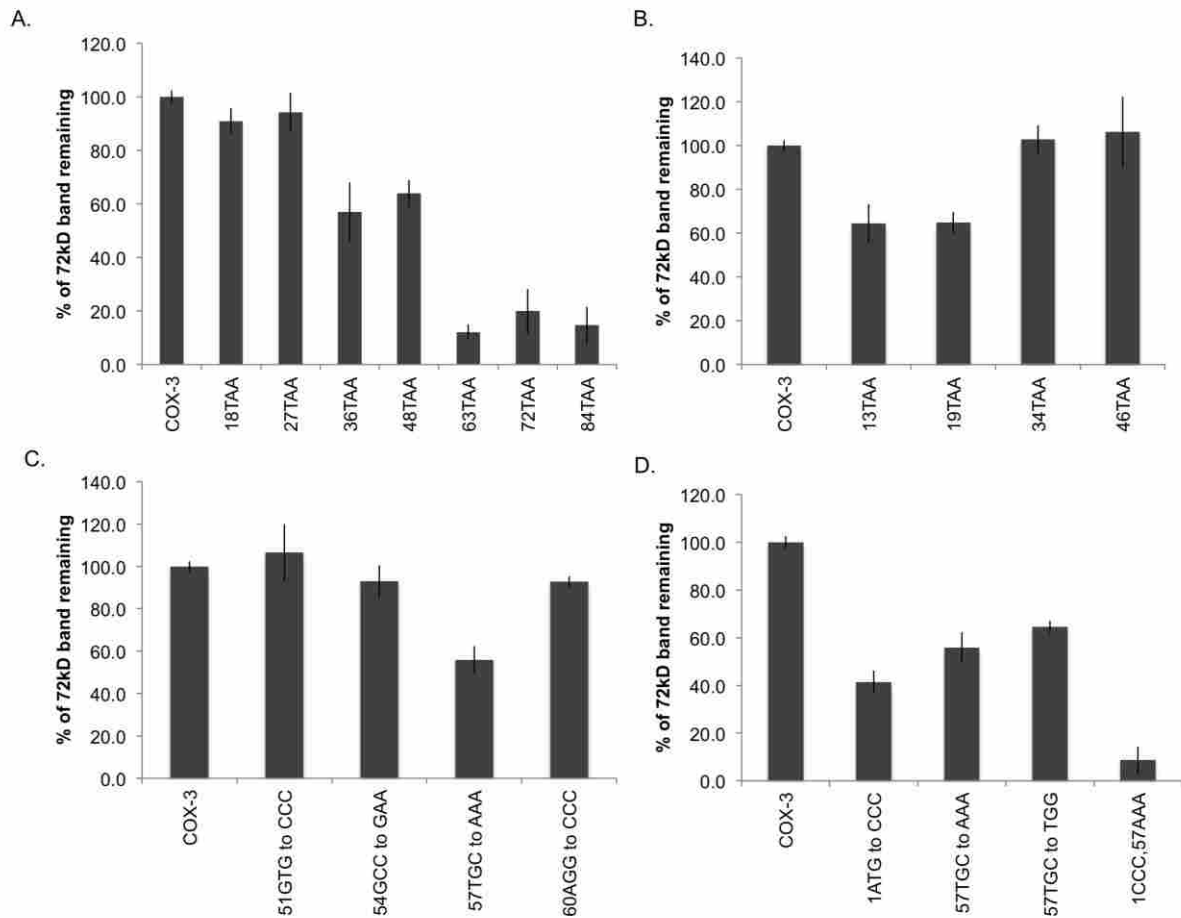 A.
% of 72kD band remaining
120.0
100.0
80.0
60.0
40.0
20.0
0.0
COX-3
18TAA
27TAA
36TAA
48TAA
63TAA
72TAA
84TAA
B.
% of 72kD band remaining
140.0
120.0
100.0
80.0
60.0
40.0
20.0
0.0
COX-3
13TAA
19TAA
34TAA
46TAA
C.
% of 72kD band remaining
140.0
120.0
100.0
80.0
60.0
40.0
20.0
0.0
COX-3
51GTG to CCC
54GCC to GAA
57TGC to AAA
60AGG to CCC
D.
% of 72kD band remaining
120.0
100.0
80.0
60.0
40.0
20.0
0.0
COX-3
1ATG to CCC
57TGC to AAA
57TGC to TGG
1CCC,57AAA